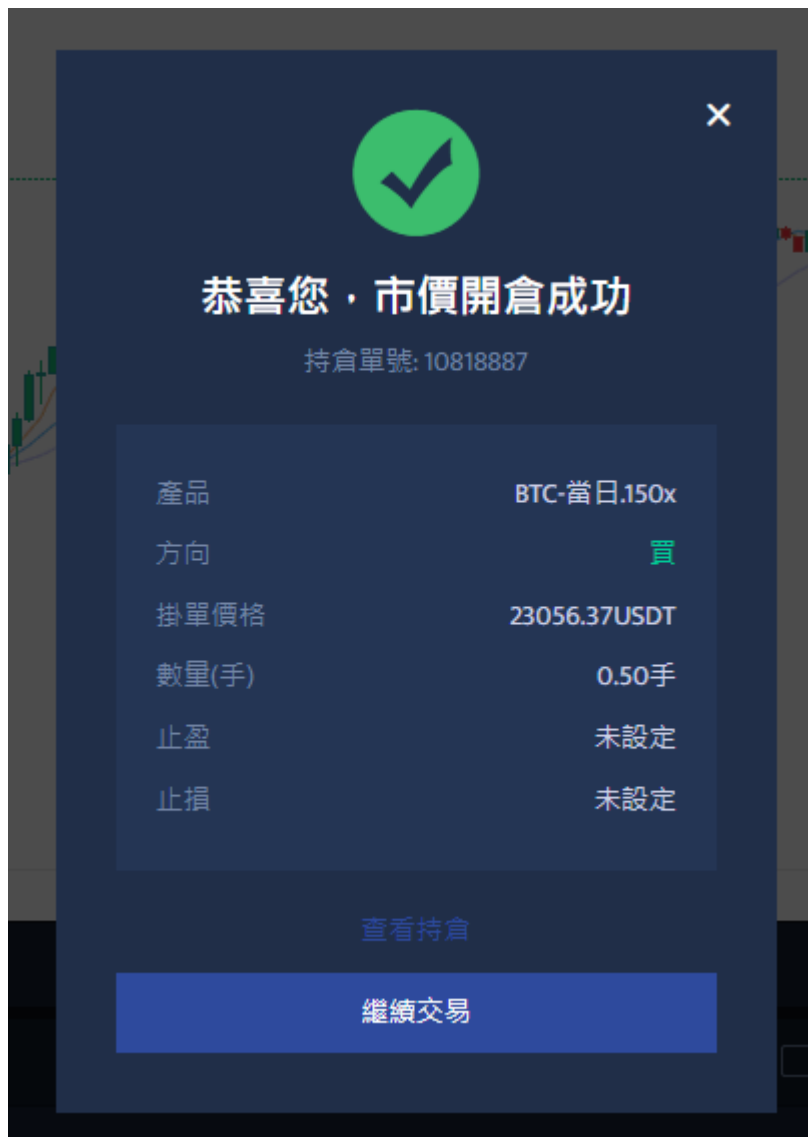 恭喜您，市價開倉成功
持倉單號: 10818887
產品 BTC-當日.150x
方向 買
掛單價格 23056.37USDT
數量(手) 0.50手
止盈 未設定
止損 未設定
查看持倉
繼續交易